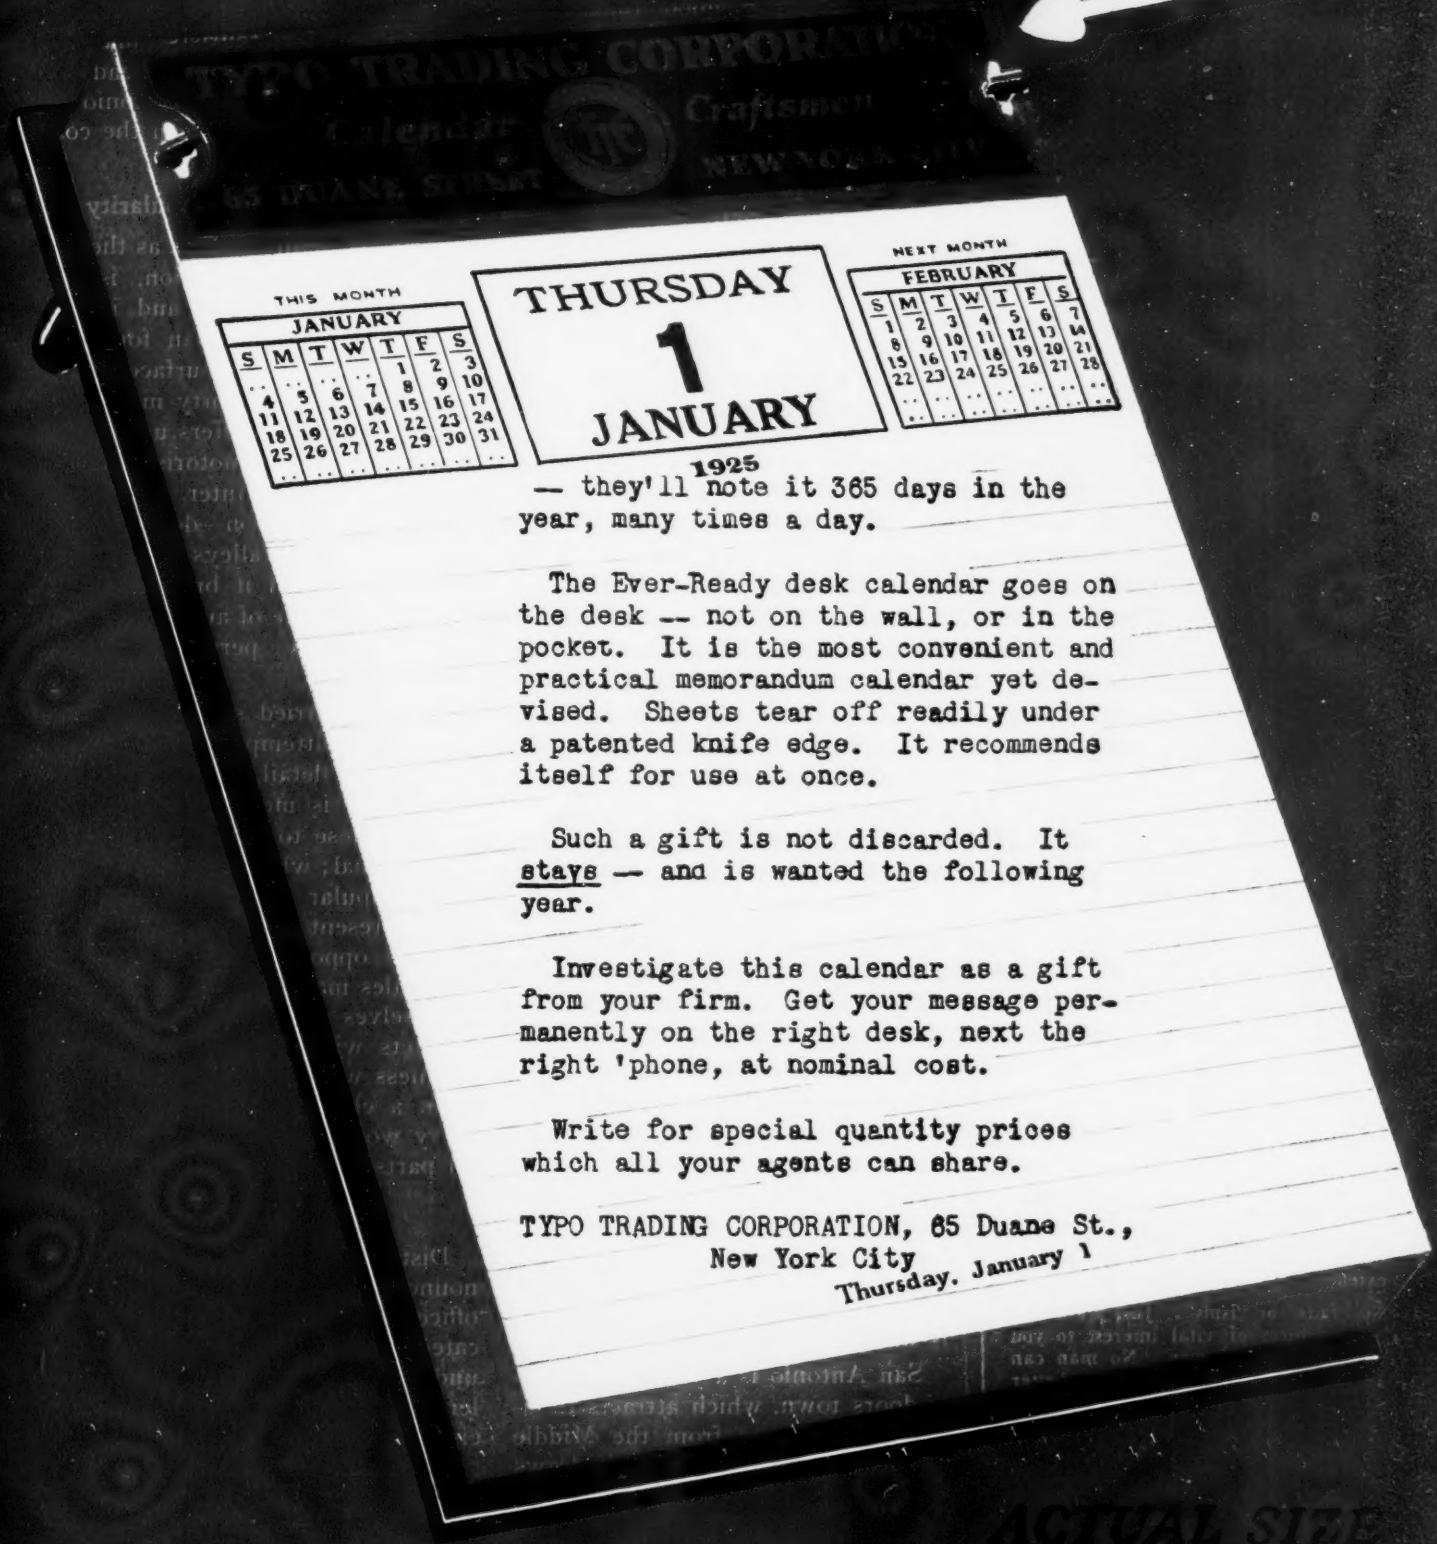 TYPO TRADING CORPORATION
Calendar TTC Craftsmen
65 DUANE STREET NEW YORK CITY
THIS MONTH
JANUARY
S M T W T F S
.. .. .. .. 1 2 3
4 5 6 7 8 9 10
11 12 13 14 15 16 17
18 19 20 21 22 23 24
25 26 27 28 29 30 31
.. .. .. .. .. .. ..
THURSDAY
1
JANUARY
1925
NEXT MONTH
FEBRUARY
S M T W T F S
1 2 3 4 5 6 7
8 9 10 11 12 13 14
15 16 17 18 19 20 21
22 23 24 25 26 27 28
.. .. .. .. .. .. ..
.. .. .. .. .. .. ..
— they'll note it 365 days in the
year, many times a day.
The Ever-Ready desk calendar goes on
the desk -- not on the wall, or in the
pocket. It is the most convenient and
practical memorandum calendar yet de-
vised. Sheets tear off readily under
a patented knife edge. It recommends
itself for use at once.
Such a gift is not discarded. It
stays — and is wanted the following
year.
Investigate this calendar as a gift
from your firm. Get your message per-
manently on the right desk, next the
right 'phone, at nominal cost.
Write for special quantity prices
which all your agents can share.
TYPO TRADING CORPORATION, 65 Duane St.,
New York City
Thursday, January 1
ACTUAL SIZE